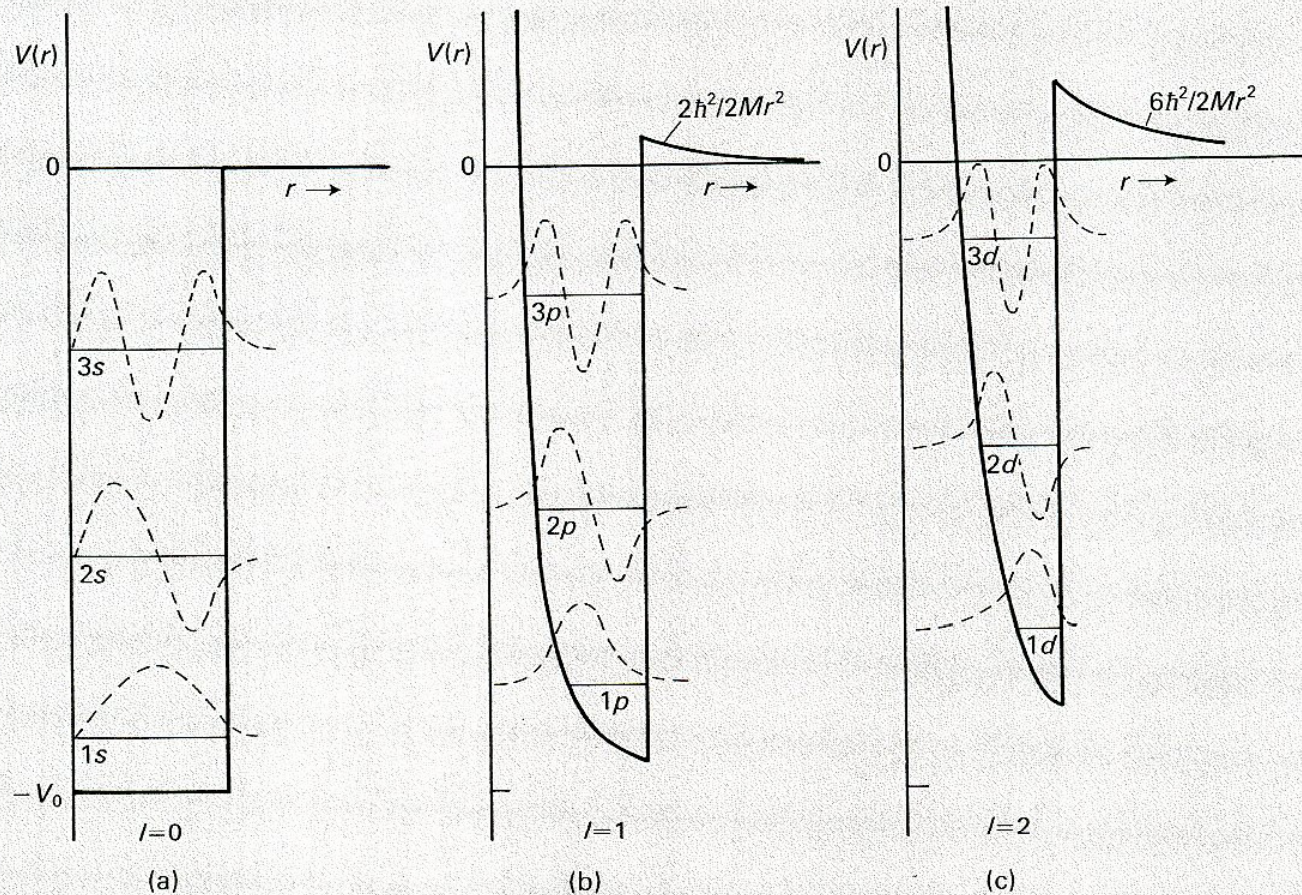 V(r)
0
r →
3s
2s
1s
−V₀
l=0
(a)
V(r)
2ℏ²/2Mr²
0
r →
3p
2p
1p
l=1
(b)
V(r)
6ℏ²/2Mr²
0
r →
3d
2d
1d
l=2
(c)